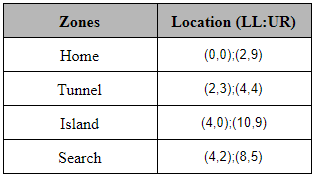 Zones Location (LL:UR)
Home (0,0);(2,9)
Tunnel (2,3);(4,4)
Island (4,0);(10,9)
Search (4,2);(8,5)